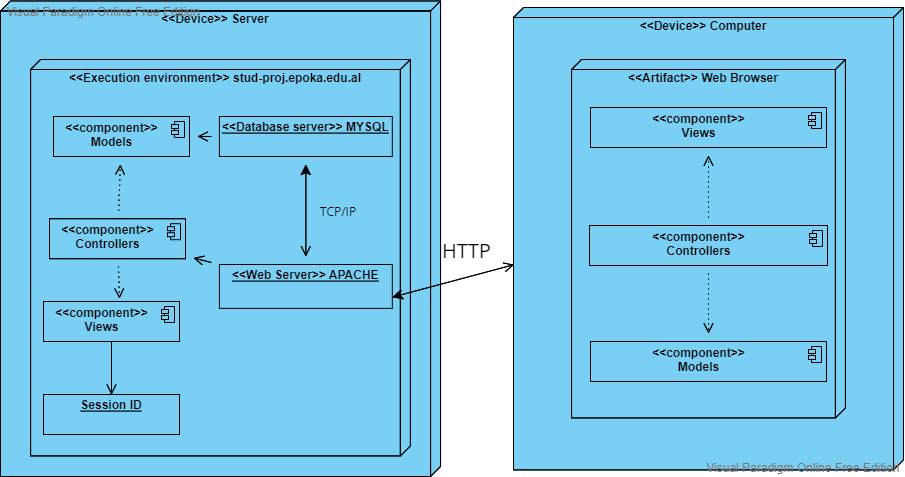 Visual Paradigm Online Free Edition
<<Device>> Server
<<Execution environment>> stud-proj.epoka.edu.al
<<component>>
Models
<<Database server>> MYSQL
TCP/IP
<<component>>
Controllers
<<Web Server>> APACHE
<<component>>
Views
Session ID
HTTP
<<Device>> Computer
<<Artifact>> Web Browser
<<component>>
Views
<<component>>
Controllers
<<component>>
Models
Visual Paradigm Online Free Edition